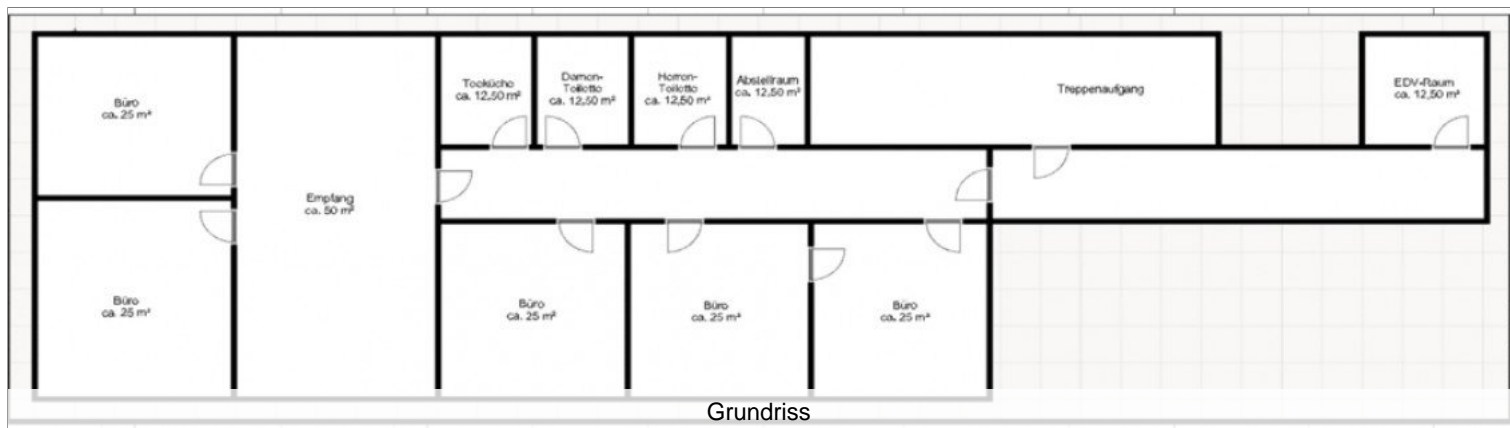 Büro
ca. 25 m²
Empfang
ca. 50 m²
Teeküche
ca. 12,50 m²
Damen-
Toilette
ca. 12,50 m²
Herren-
Toilette
ca. 12,50 m²
Abstellraum
ca. 12,50 m²
Treppenaufgang
EDV-Raum
ca. 12,50 m²
Büro
ca. 25 m²
Büro
ca. 25 m²
Büro
ca. 25 m²
Büro
ca. 25 m²
Grundriss